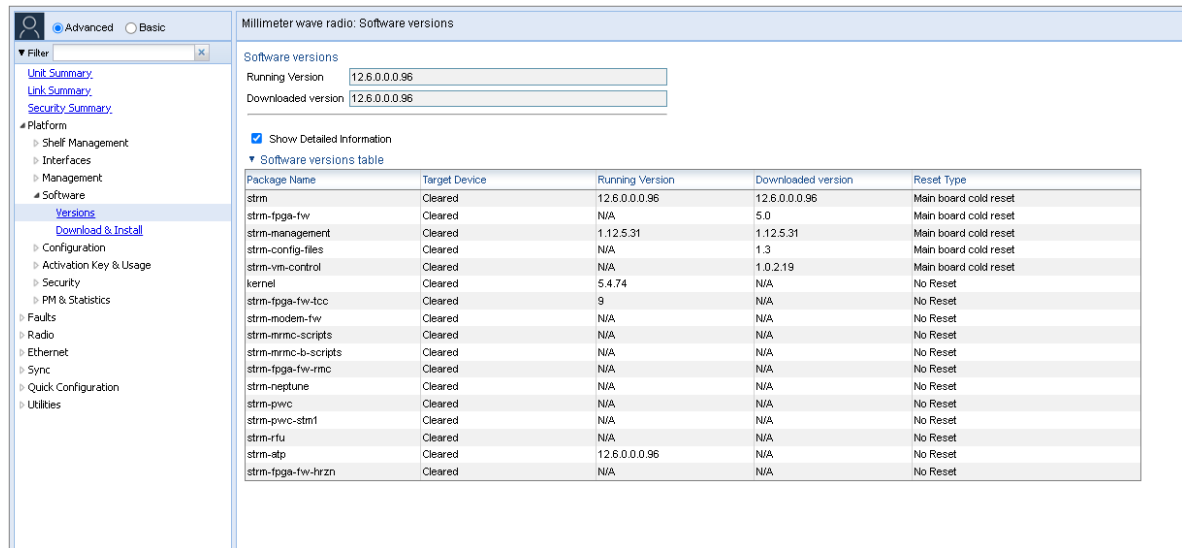 Advanced Basic
Millimeter wave radio: Software versions
Filter
Unit Summary
Link Summary
Security Summary
Platform
Shelf Management
Interfaces
Management
Software
Versions
Download & Install
Configuration
Activation Key & Usage
Security
PM & Statistics
Faults
Radio
Ethernet
Sync
Quick Configuration
Utilities
Software versions
Running Version 12.6.0.0.0.96
Downloaded version 12.6.0.0.0.96
Show Detailed Information
Software versions table
Package Name Target Device Running Version Downloaded version Reset Type
strm Cleared 12.6.0.0.0.96 12.6.0.0.0.96 Main board cold reset
strm-fpga-fw Cleared N/A 5.0 Main board cold reset
strm-management Cleared 1.12.5.31 1.12.5.31 Main board cold reset
strm-config-files Cleared N/A 1.3 Main board cold reset
strm-vm-control Cleared N/A 1.0.2.19 Main board cold reset
kernel Cleared 5.4.74 N/A No Reset
strm-fpga-fw-tcc Cleared 9 N/A No Reset
strm-modem-fw Cleared N/A N/A No Reset
strm-mrmc-scripts Cleared N/A N/A No Reset
strm-mrmc-b-scripts Cleared N/A N/A No Reset
strm-fpga-fw-rmc Cleared N/A N/A No Reset
strm-neptune Cleared N/A N/A No Reset
strm-pwc Cleared N/A N/A No Reset
strm-pwc-stm1 Cleared N/A N/A No Reset
strm-rfu Cleared N/A N/A No Reset
strm-atp Cleared 12.6.0.0.0.96 N/A No Reset
strm-fpga-fw-hrzn Cleared N/A N/A No Reset